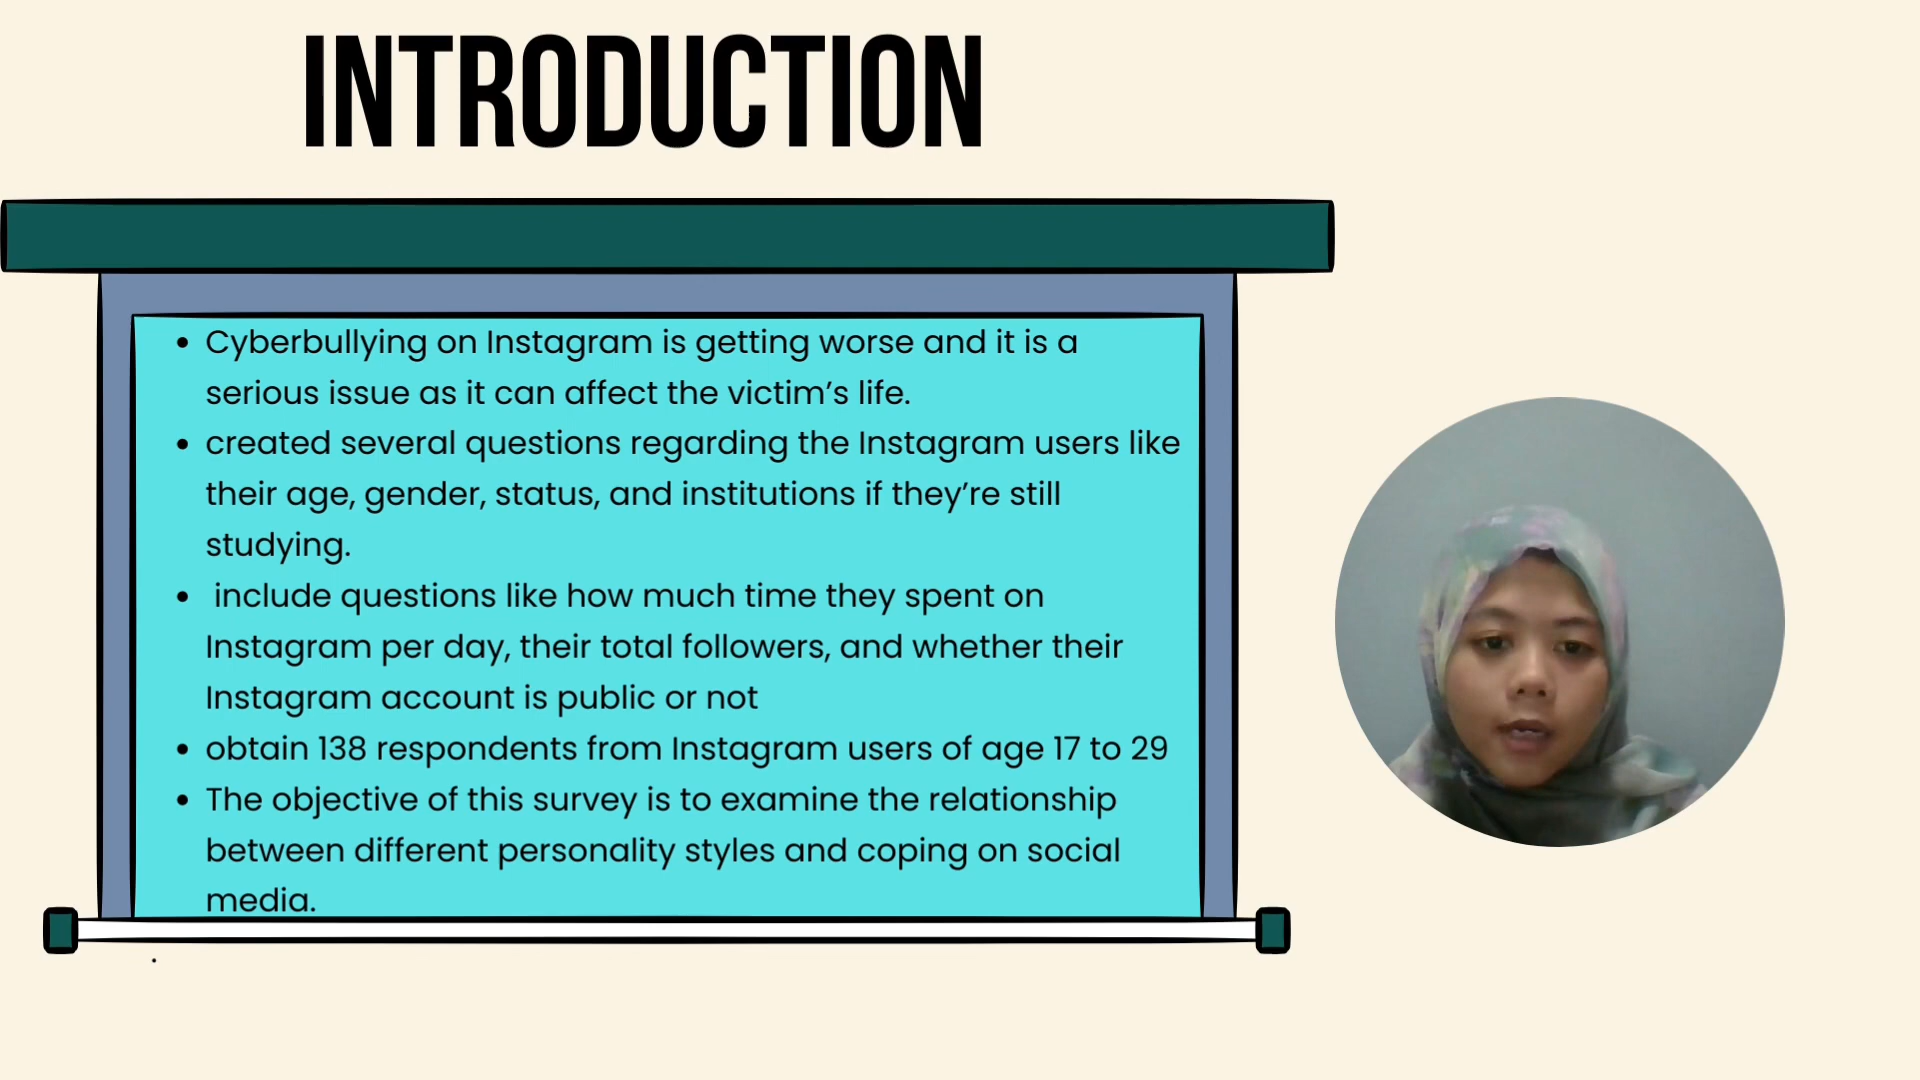 INTRODUCTION
• Cyberbullying on Instagram is getting worse and it is a
serious issue as it can affect the victim’s life.
• created several questions regarding the Instagram users like
their age, gender, status, and institutions if they’re still
studying.
• include questions like how much time they spent on
Instagram per day, their total followers, and whether their
Instagram account is public or not
• obtain 138 respondents from Instagram users of age 17 to 29
• The objective of this survey is to examine the relationship
between different personality styles and coping on social
media.
.